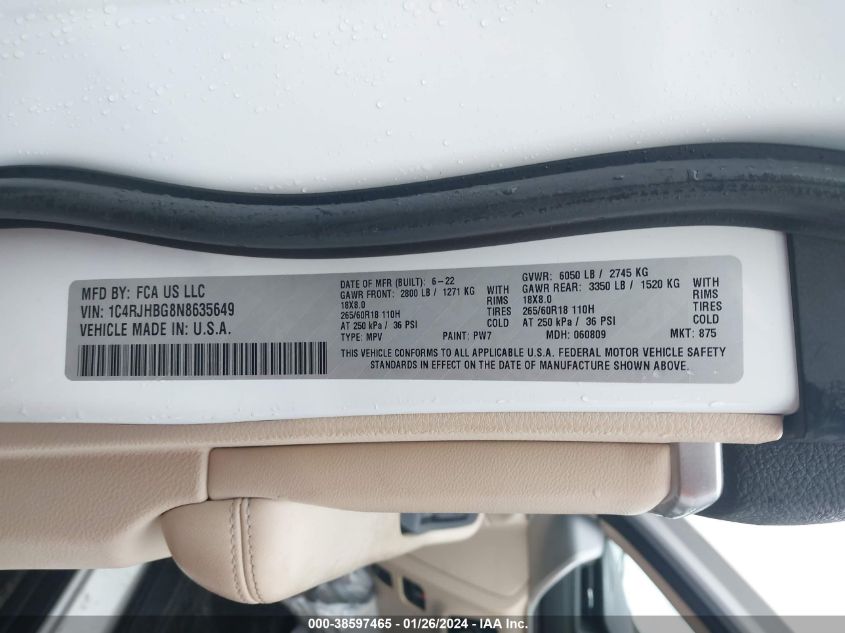 MFD BY: FCA US LLC
VIN: 1C4RJHBG8N8635649
VEHICLE MADE IN: U.S.A.
DATE OF MFR (BUILT): 6-22
GAWR FRONT: 2800 LB / 1271 KG WITH
18X8.0 RIMS
265/60R18 110H TIRES
AT 250 kPa / 36 PSI COLD
TYPE: MPV PAINT: PW7
GVWR: 6050 LB / 2745 KG
GAWR REAR: 3350 LB / 1520 KG WITH
18X8.0 RIMS
265/60R18 110H TIRES
AT 250 kPa / 36 PSI COLD
MDH: 060809 MKT: 875
THIS VEHICLE CONFORMS TO ALL APPLICABLE U.S.A. FEDERAL MOTOR VEHICLE SAFETY
STANDARDS IN EFFECT ON THE DATE OF MANUFACTURE SHOWN ABOVE.
000-38597465 - 01/26/2024 - IAA Inc.